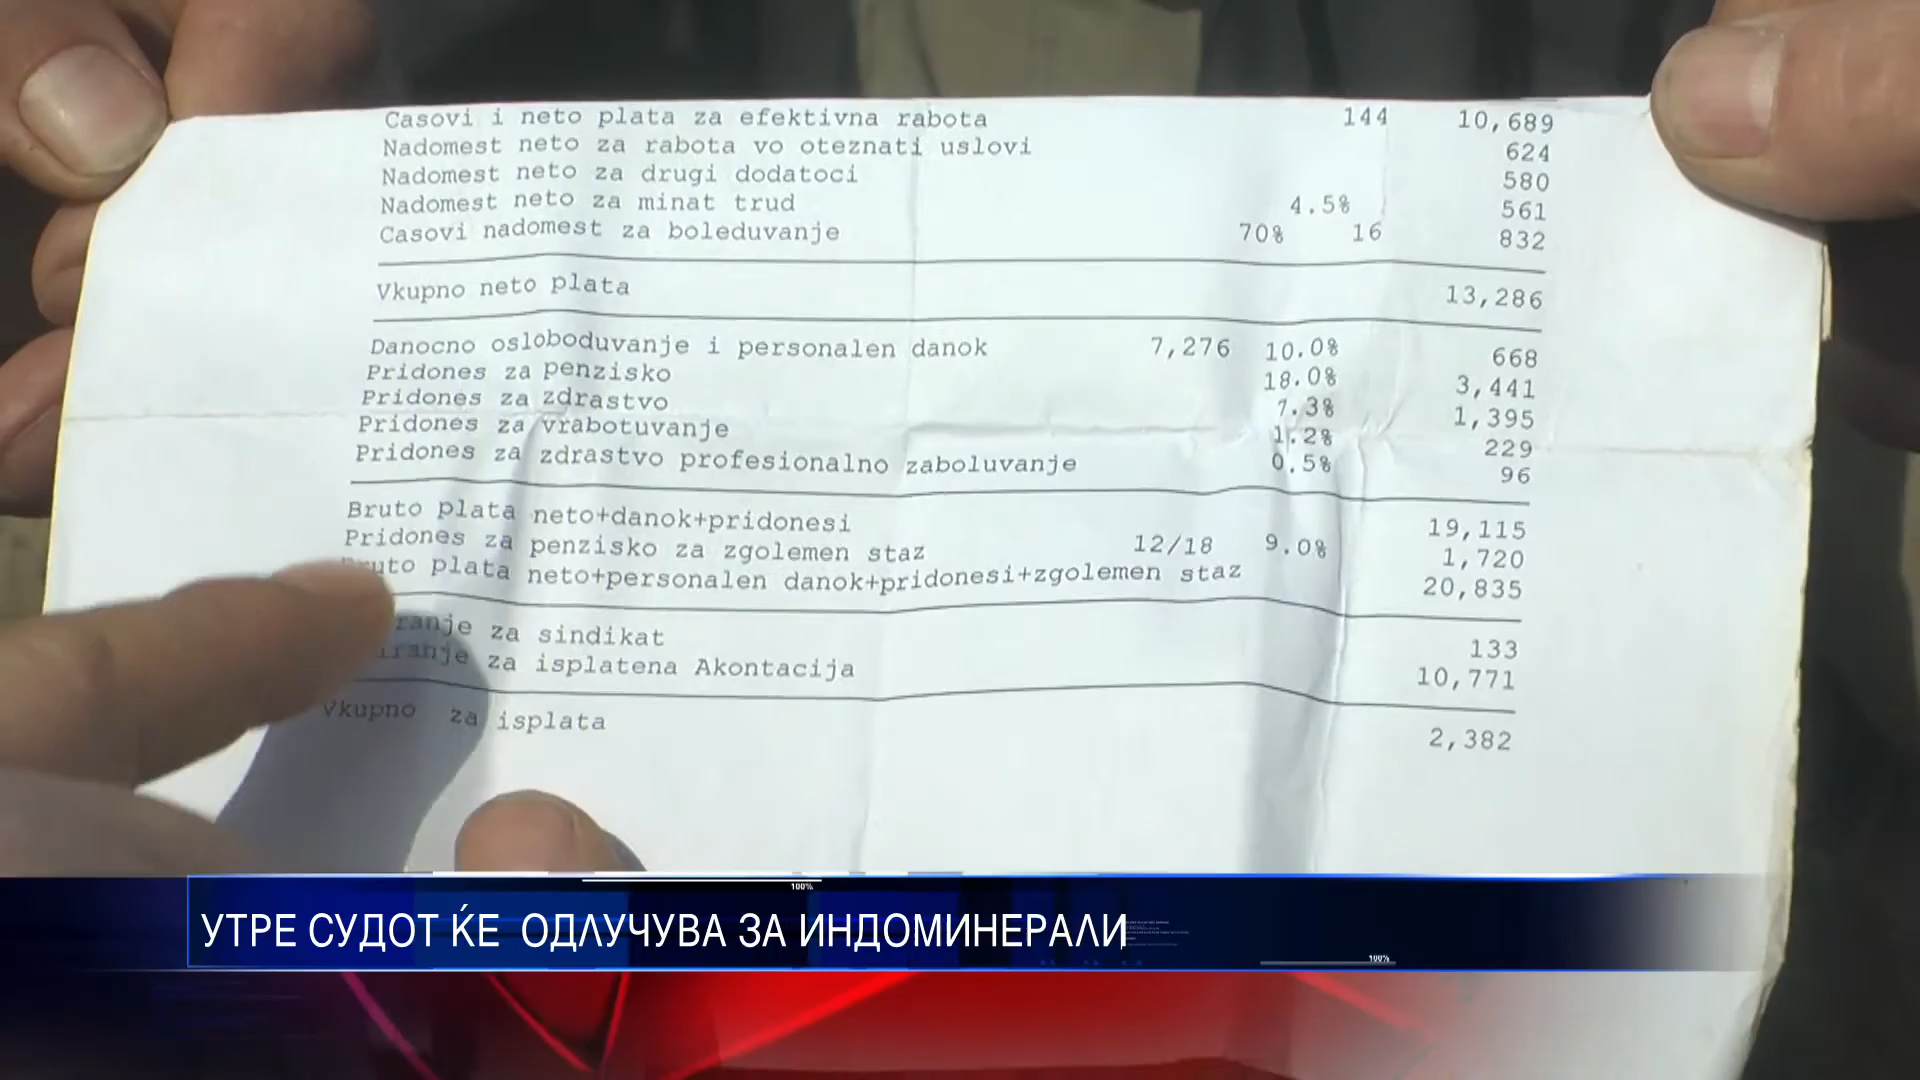 Casovi i neto plata za efektivna rabota 144 10,689
Nadomest neto za rabota vo oteznati uslovi 624
Nadomest neto za drugi dodatoci 580
Nadomest neto za minat trud 4.5% 561
Casovi nadomest za boleduvanje 70% 16 832
Vkupno neto plata 13,286
Danocno osloboduvanje i personalen danok 7,276 10.0% 668
Pridones za penzisko 18.0% 3,441
Pridones za zdrastvo 7.3% 1,395
Pridones za vrabotuvanje 1.2% 229
Pridones za zdrastvo profesionalno zaboluvanje 0.5% 96
Bruto plata neto+danok+pridonesi 19,115
Pridones za penzisko za zgolemen staz 12/18 9.0% 1,720
Bruto plata neto+personalen danok+pridonesi+zgolemen staz 20,835
za sindikat 133
za isplatena Akontacija 10,771
Vkupno za isplata 2,382
100%
УТРЕ СУДОТ ЌЕ ОДЛУЧУВА ЗА ИНДОМИНЕРАЛИ
100%